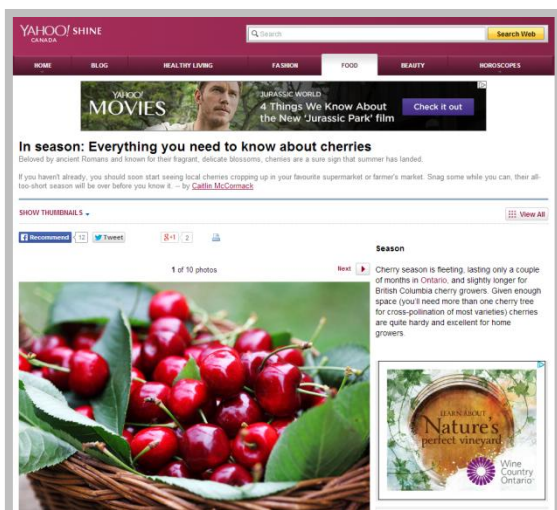 YAHOO! SHINE
CANADA
Search
Search Web
HOME BLOG HEALTHY LIVING FASHION FOOD BEAUTY HOROSCOPES
YAHOO!
MOVIES
JURASSIC WORLD
4 Things We Know About
the New 'Jurassic Park' film
Check it out
In season: Everything you need to know about cherries
Beloved by ancient Romans and known for their fragrant, delicate blossoms, cherries are a sure sign that summer has landed.
If you haven't already, you should soon start seeing local cherries cropping up in your favourite supermarket or farmer's market. Snag some while you can, their all-
too-short season will be over before you know it. – by Caitlin McCormack
SHOW THUMBNAILS
View All
Recommend 12 Tweet g+1 2
1 of 10 photos
Next
Season
Cherry season is fleeting, lasting only a couple
of months in Ontario, and slightly longer for
British Columbia cherry growers. Given enough
space (you'll need more than one cherry tree
for cross-pollination of most varieties) cherries
are quite hardy and excellent for home
growers.
LEARN ABOUT
Nature's
perfect vineyard
Wine
Country
Ontario